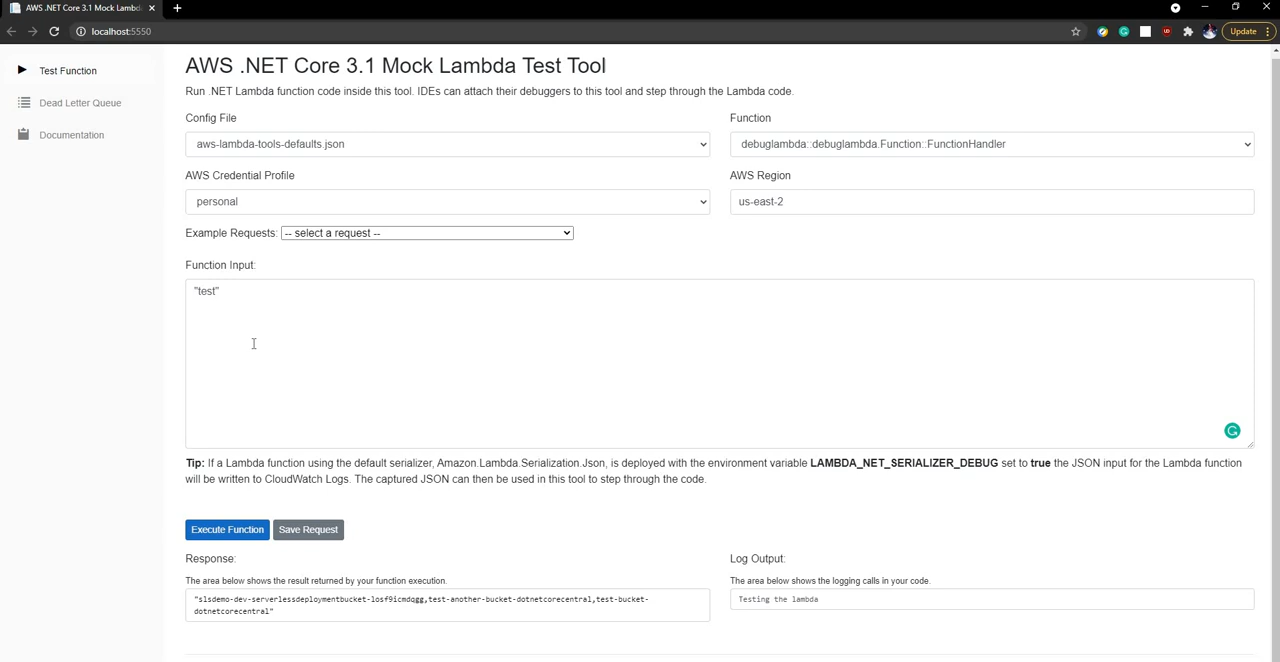 AWS .NET Core 3.1 Mock Lambda
localhost:5550
Update
Test Function
Dead Letter Queue
Documentation
AWS .NET Core 3.1 Mock Lambda Test Tool
Run .NET Lambda function code inside this tool. IDEs can attach their debuggers to this tool and step through the Lambda code.
Config File
Function
aws-lambda-tools-defaults.json
debuglambda::debuglambda.Function::FunctionHandler
AWS Credential Profile
AWS Region
personal
us-east-2
Example Requests: -- select a request --
Function Input:
"test"
Tip: If a Lambda function using the default serializer, Amazon.Lambda.Serialization.Json, is deployed with the environment variable LAMBDA_NET_SERIALIZER_DEBUG set to true the JSON input for the Lambda function
will be written to CloudWatch Logs. The captured JSON can then be used in this tool to step through the code.
Execute Function Save Request
Response:
Log Output:
The area below shows the result returned by your function execution.
The area below shows the logging calls in your code.
"slsdemo-dev-serverlessdeploymentbucket-losf9icmdqgg,test-another-bucket-dotnetcorecentral,test-bucket-
dotnetcorecentral"
Testing the lambda